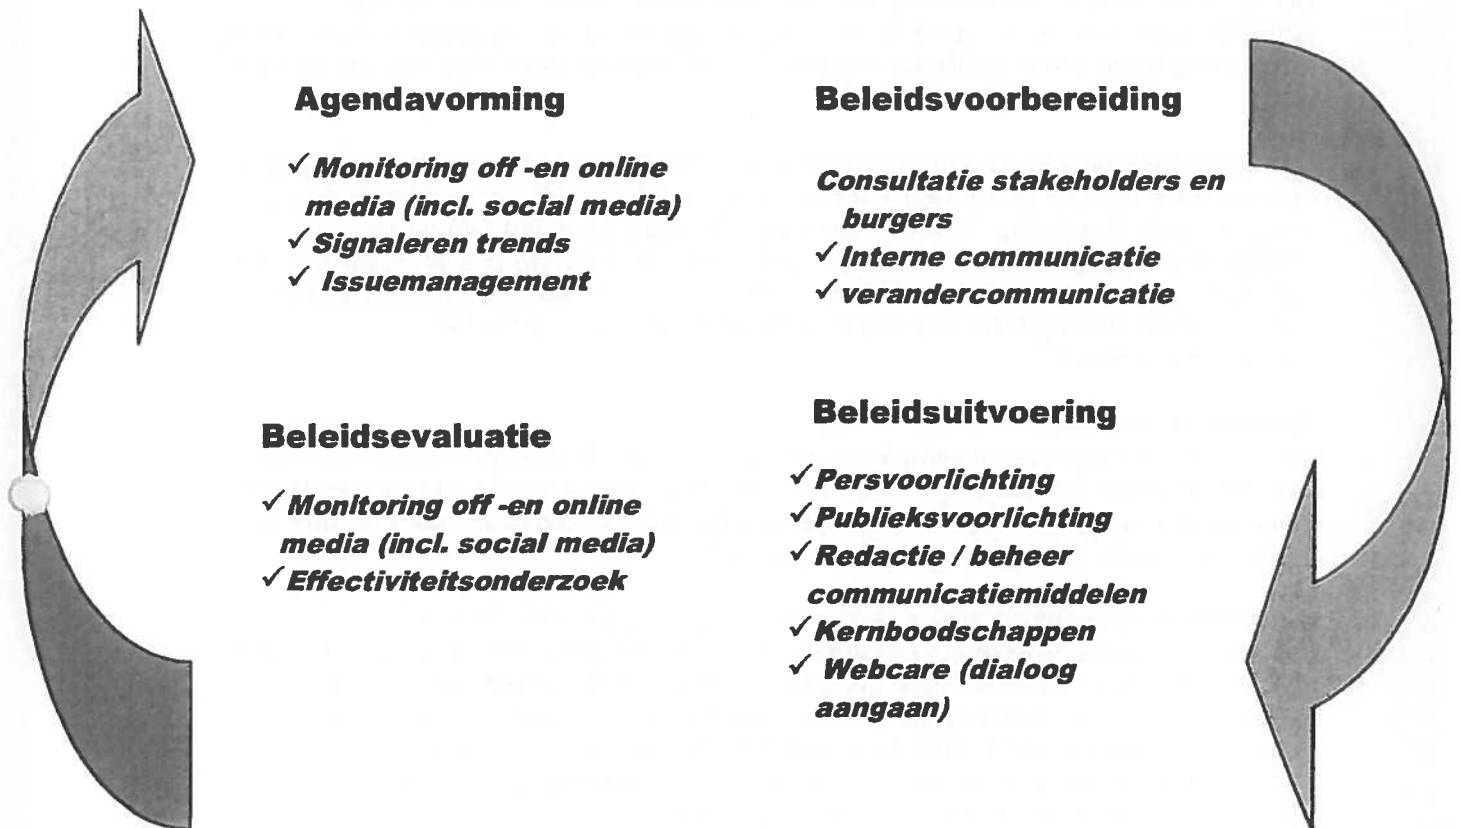 Agendavorming
✓ Monitoring off -en online
media (incl. social media)
✓ Signaleren trends
✓ Issuemanagement
Beleidsvoorbereiding
Consultatie stakeholders en
burgers
✓ Interne communicatie
✓ verandercommunicatie
Beleidsevaluatie
✓ Monitoring off -en online
media (incl. social media)
✓ Effectiviteitsonderzoek
Beleidsuitvoering
✓ Persvoorlichting
✓ Publieksvoorlichting
✓ Redactie / beheer
communicatiemiddelen
✓ Kernboodschappen
✓ Webcare (dialoog
aangaan)